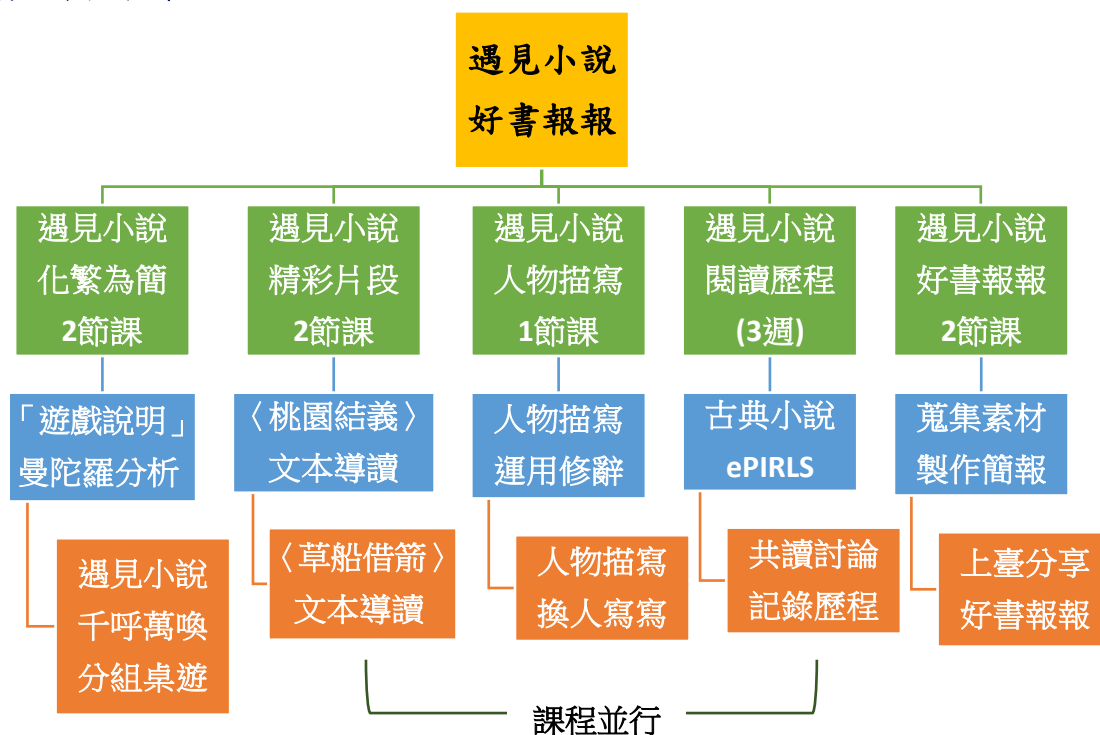 遇見小說
好書報報
遇見小說
化繁為簡
2節課
遇見小說
精彩片段
2節課
遇見小說
人物描寫
1節課
遇見小說
閱讀歷程
(3週)
遇見小說
好書報報
2節課
「遊戲說明」
曼陀羅分析
〈桃園結義〉
文本導讀
人物描寫
運用修辭
古典小說
ePIRLS
蒐集素材
製作簡報
遇見小說
千呼萬喚
分組桌遊
〈草船借箭〉
文本導讀
人物描寫
換人寫寫
共讀討論
記錄歷程
上臺分享
好書報報
課程並行